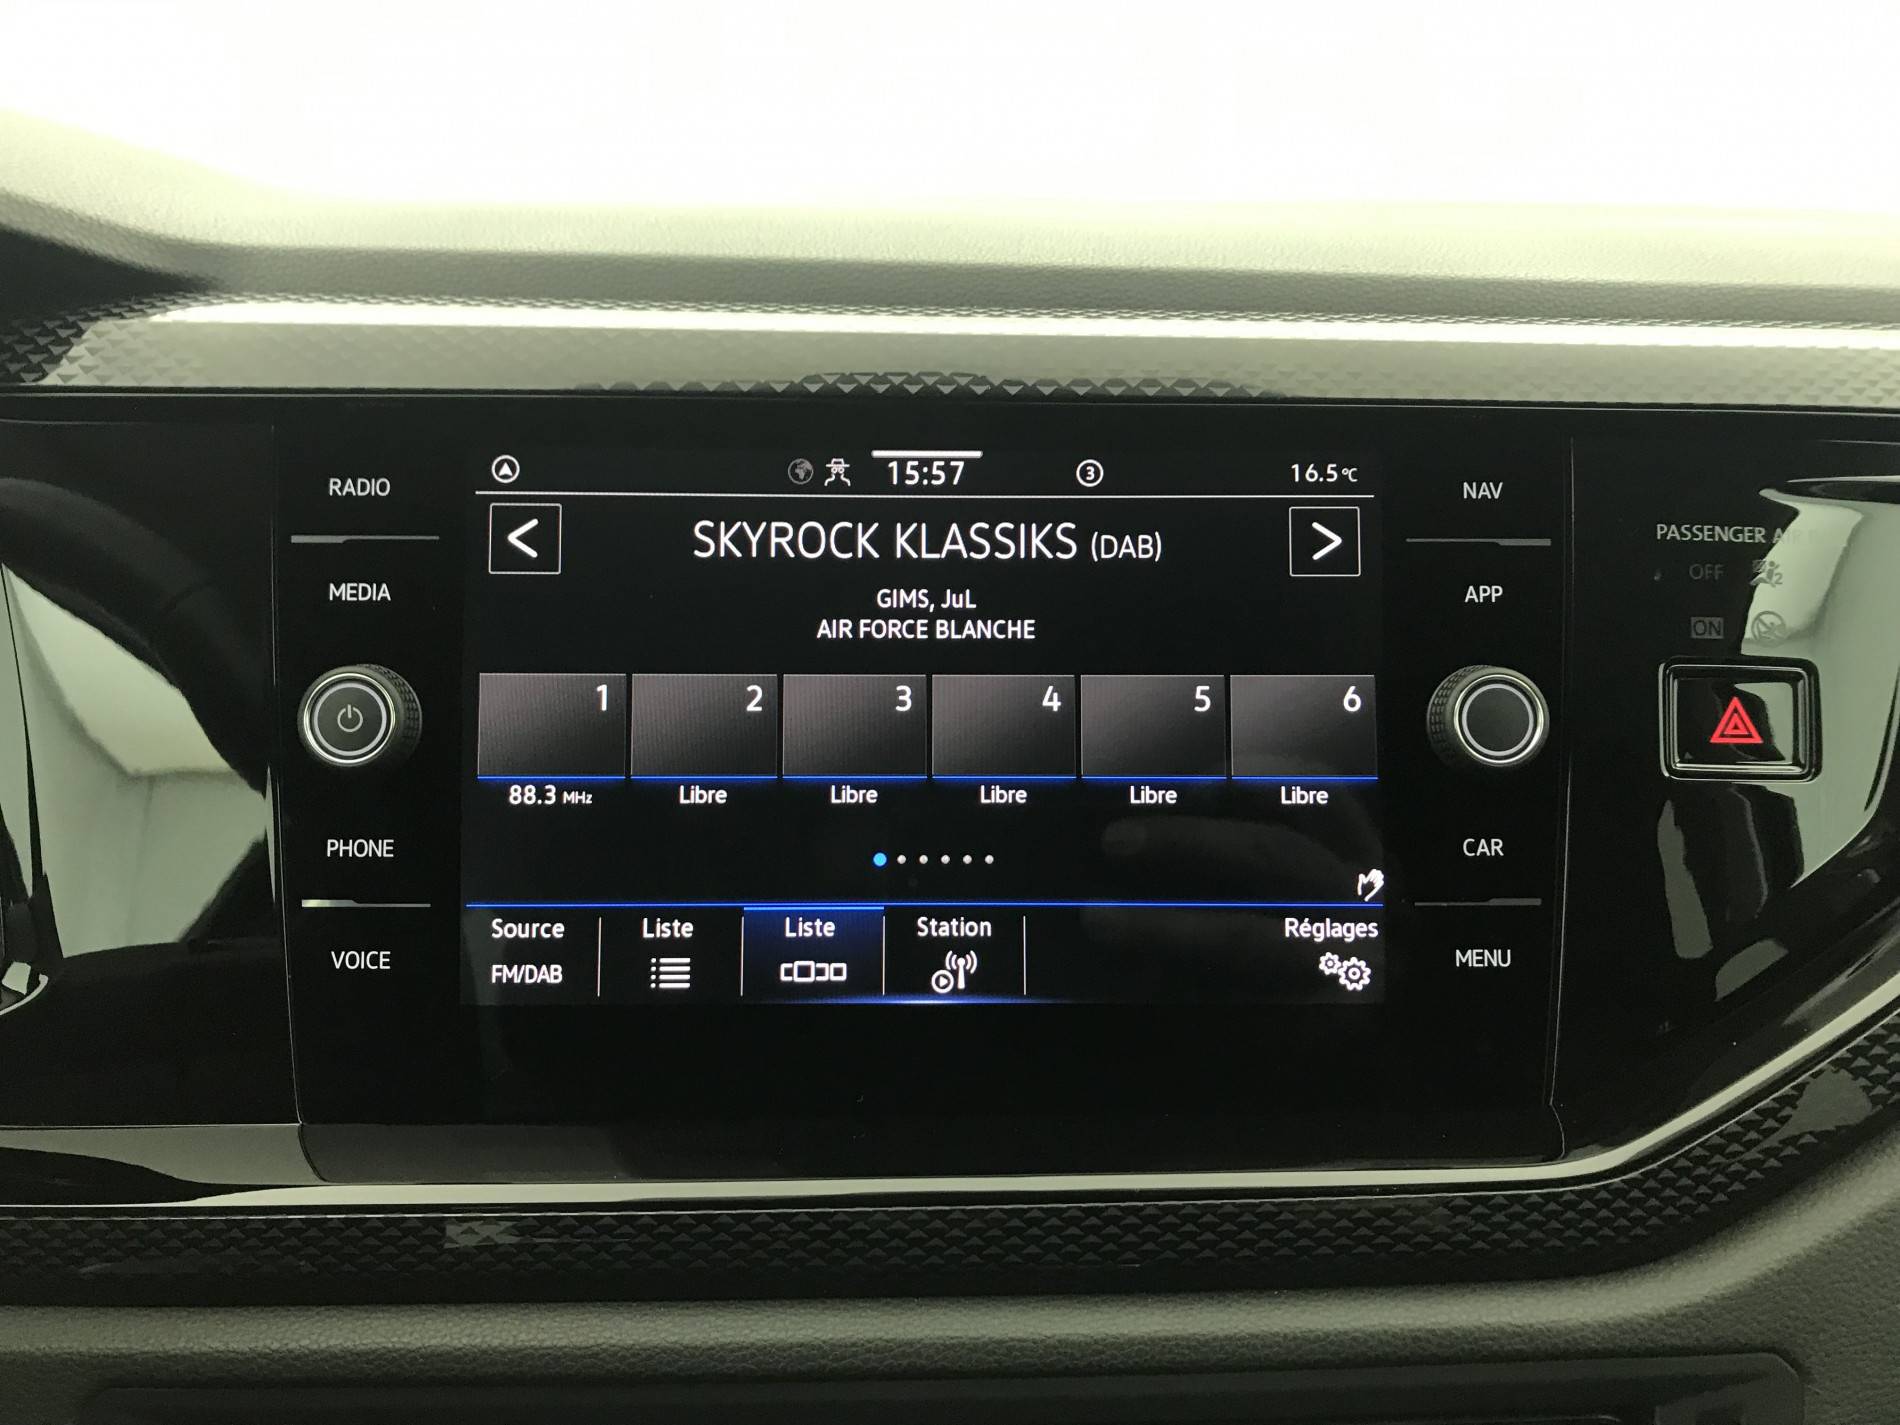 RADIO
MEDIA
PHONE
VOICE
15:57
3
16.5°C
<
SKYROCK KLASSIKS (DAB)
>
GIMS, JuL
AIR FORCE BLANCHE
1 2 3 4 5 6
88.3 MHz Libre Libre Libre Libre Libre
Source Liste Liste Station Réglages
FM/DAB
NAV
APP
CAR
MENU
PASSENGER
OFF
ON